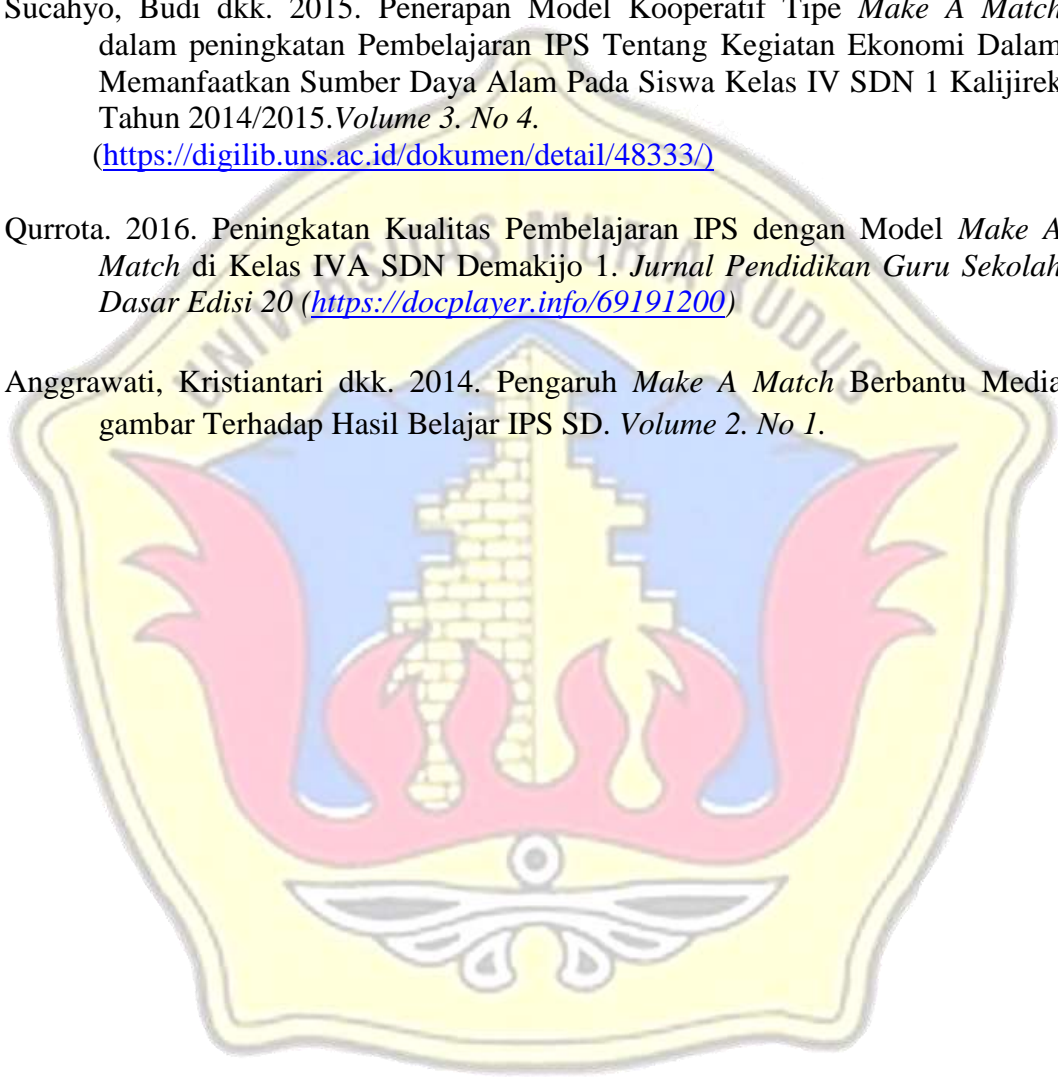 Sucahyo, Budi dkk. 2015. Penerapan Model Kooperatif Tipe Make A Match
dalam peningkatan Pembelajaran IPS Tentang Kegiatan Ekonomi Dalam
Memanfaatkan Sumber Daya Alam Pada Siswa Kelas IV SDN 1 Kalijirek
Tahun 2014/2015.Volume 3. No 4.
(https://digilib.uns.ac.id/dokumen/detail/48333/)
Qurrota. 2016. Peningkatan Kualitas Pembelajaran IPS dengan Model Make A
Match di Kelas IVA SDN Demakijo 1. Jurnal Pendidikan Guru Sekolah
Dasar Edisi 20 (https://docplayer.info/69191200)
Anggrawati, Kristiantari dkk. 2014. Pengaruh Make A Match Berbantu Media
gambar Terhadap Hasil Belajar IPS SD. Volume 2. No 1.
UNIVERSITAS MURIA KUDUS